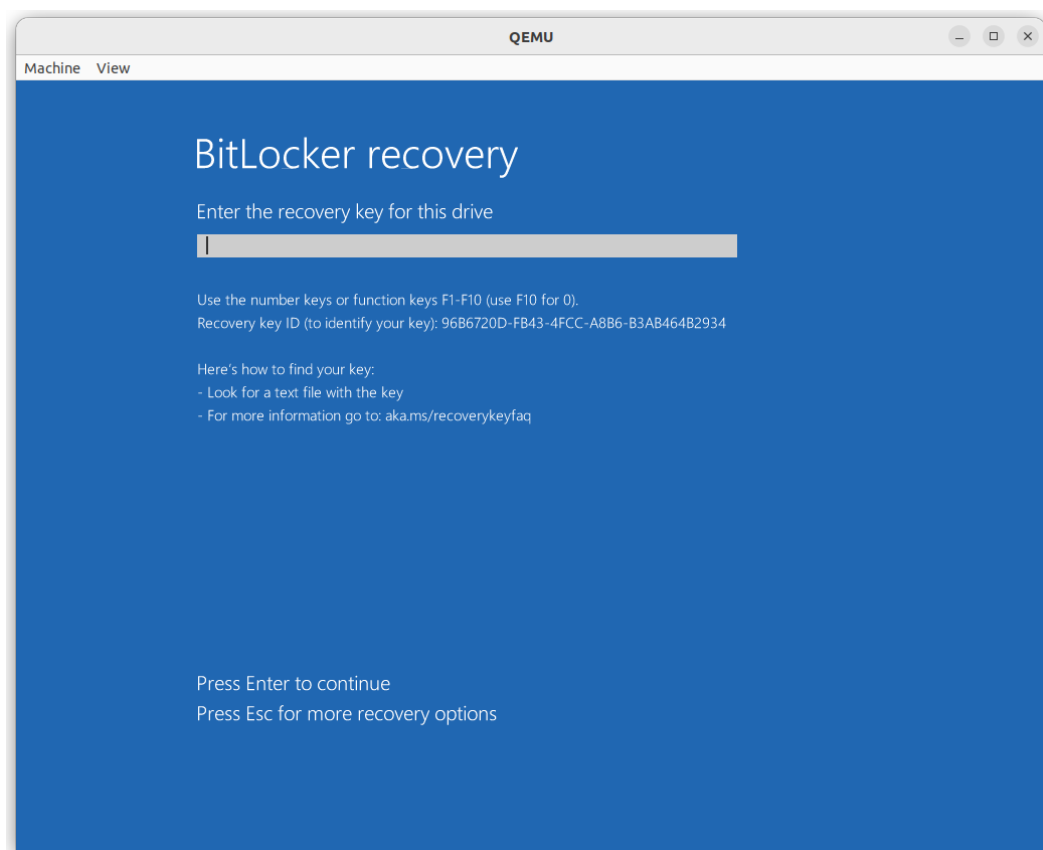 QEMU
Machine View
BitLocker recovery
Enter the recovery key for this drive
Use the number keys or function keys F1-F10 (use F10 for 0).
Recovery key ID (to identify your key): 96B6720D-FB43-4FCC-A8B6-B3AB464B2934
Here's how to find your key:
- Look for a text file with the key
- For more information go to: aka.ms/recoverykeyfaq
Press Enter to continue
Press Esc for more recovery options